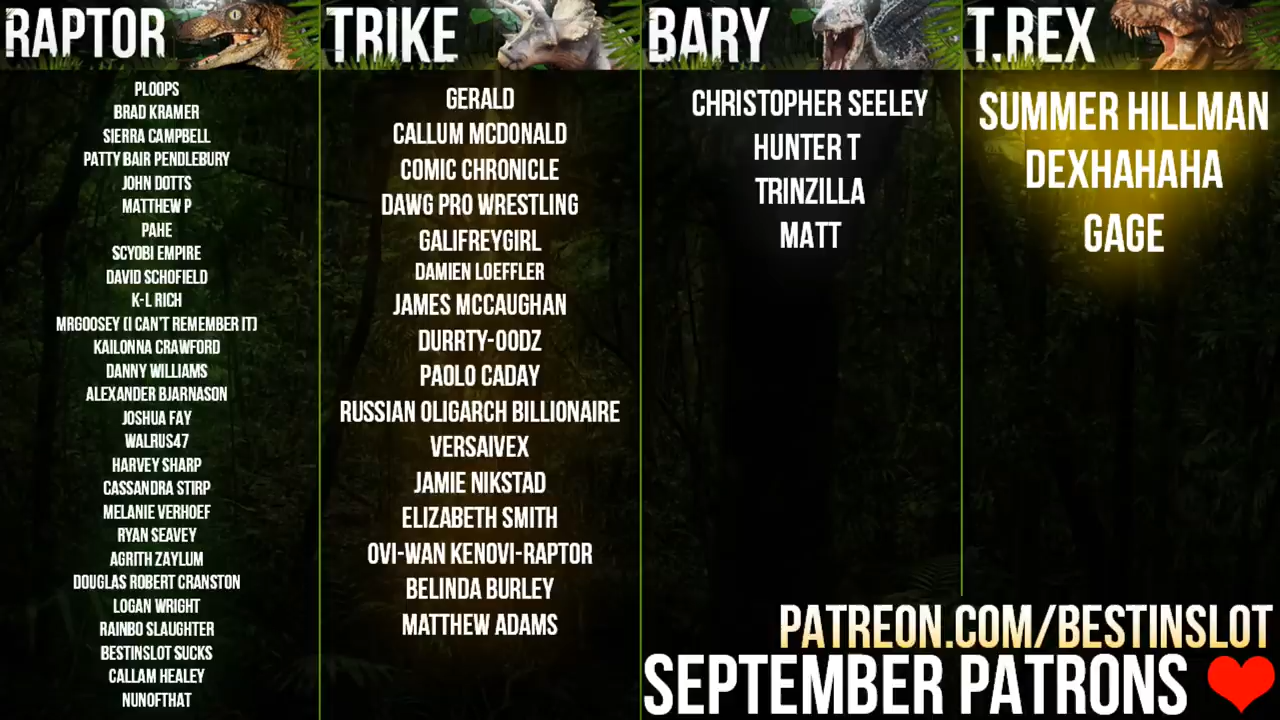 RAPTOR
PLOOPS
BRAD KRAMER
SIERRA CAMPBELL
PATTY BAIR PENDLEBURY
JOHN DOTTS
MATTHEW P
PAHE
SCYOBI EMPIRE
DAVID SCHOFIELD
K-L RICH
MRGOOSEY (I CAN'T REMEMBER IT)
KAILONNA CRAWFORD
DANNY WILLIAMS
ALEXANDER BJARNASON
JOSHUA FAY
WALRUS47
HARVEY SHARP
CASSANDRA STIRP
MELANIE VERHOEF
RYAN SEAVEY
AGRITH ZAYLUM
DOUGLAS ROBERT CRANSTON
LOGAN WRIGHT
RAINBO SLAUGHTER
BESTINSLOT SUCKS
CALLAM HEALEY
NUNOFTHAT
TRIKE
GERALD
CALLUM MCDONALD
COMIC CHRONICLE
DAWG PRO WRESTLING
GALIFREYGIRL
DAMIEN LOEFFLER
JAMES MCCAUGHAN
DURRTY-OODZ
PAOLO CADAY
RUSSIAN OLIGARCH BILLIONAIRE
VERSAIVEX
JAMIE NIKSTAD
ELIZABETH SMITH
OVI-WAN KENOVI-RAPTOR
BELINDA BURLEY
MATTHEW ADAMS
BARY
CHRISTOPHER SEELEY
HUNTER T
TRINZILLA
MATT
T.REX
SUMMER HILLMAN
DEXHAHAHA
GAGE
PATREON.COM/BESTINSLOT
SEPTEMBER PATRONS